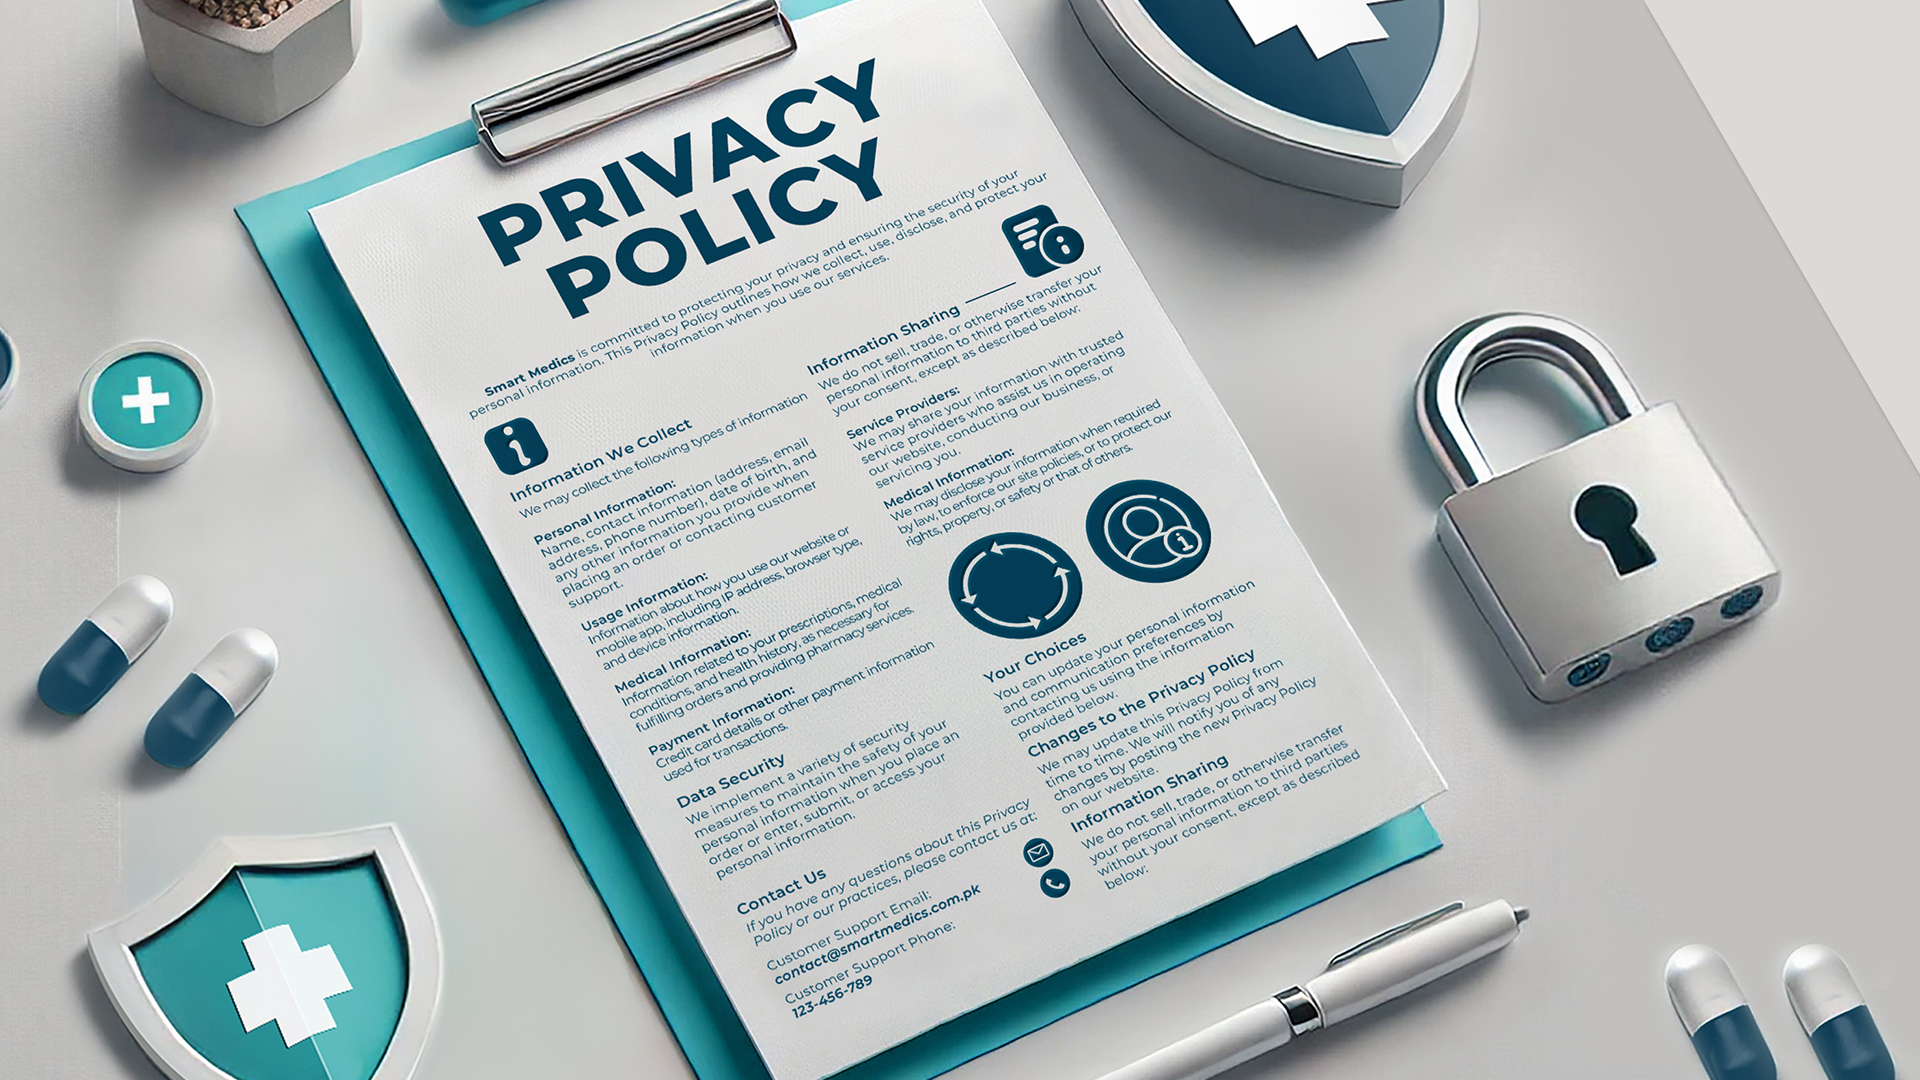 PRIVACY
POLICY
Smart Medics is committed to protecting your privacy and ensuring the security of your
personal information. This Privacy Policy outlines how we collect, use, disclose, and protect your
information when you use our services.
Information We Collect
We may collect the following types of information
Personal Information:
Name, contact information (address, email
address, phone number), date of birth, and
any other information you provide when
placing an order or contacting customer
support.
Usage Information:
Information about how you use our website or
mobile app, including IP address, browser type,
and device information.
Medical Information:
Information related to your prescriptions, medical
conditions, and health history, as necessary for
fulfilling orders and providing pharmacy services.
Payment Information:
Credit card details or other payment information
used for transactions.
Data Security
We implement a variety of security
measures to maintain the safety of your
personal information when you place an
order or enter, submit, or access your
personal information.
Contact Us
If you have any questions about this Privacy
Policy or our practices, please contact us at:
Customer Support Email:
contact@smartmedics.com.pk
Customer Support Phone:
123-456-789
Information Sharing
We do not sell, trade, or otherwise transfer your
personal information to third parties without
your consent, except as described below:
Service Providers:
We may share your information with trusted
service providers who assist us in operating
our website, conducting our business, or
servicing you.
Medical Information:
We may disclose your information when required
by law, to enforce our site policies, or to protect our
rights, property, or safety or that of others.
Your Choices
You can update your personal information
and communication preferences by
contacting us using the information
provided below.
Changes to the Privacy Policy
We may update this Privacy Policy from
time to time. We will notify you of any
changes by posting the new Privacy Policy
on our website.
Information Sharing
We do not sell, trade, or otherwise transfer
your personal information to third parties
without your consent, except as described
below: